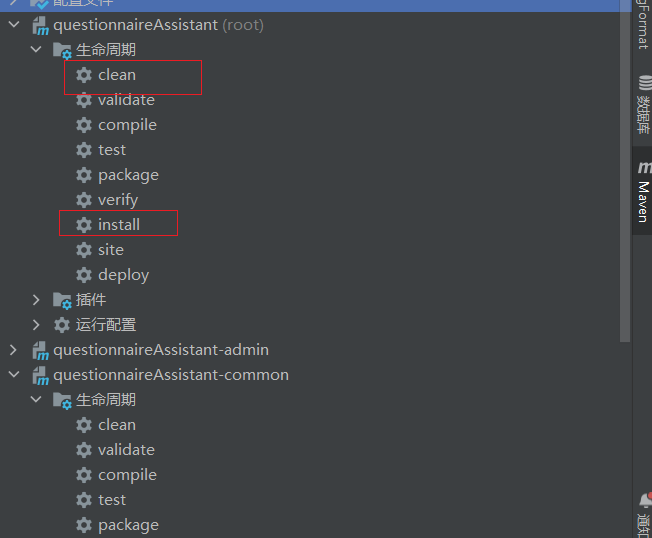 配置文件
questionnaireAssistant (root)
生命周期
clean
validate
compile
test
package
verify
install
site
deploy
插件
运行配置
questionnaireAssistant-admin
questionnaireAssistant-common
生命周期
clean
validate
compile
test
package
gFormat
数据库
m
Maven
通知